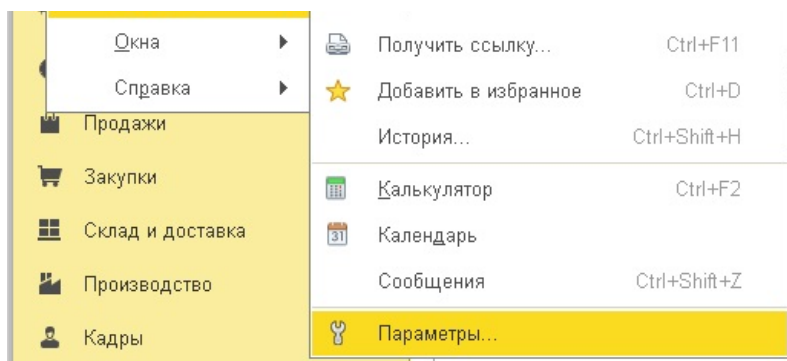 Окна
Справка
Продажи
Закупки
Склад и доставка
Производство
Кадры
Получить ссылку... Ctrl+F11
Добавить в избранное Ctrl+D
История... Ctrl+Shift+H
Калькулятор Ctrl+F2
31 Календарь
Сообщения Ctrl+Shift+Z
Параметры...